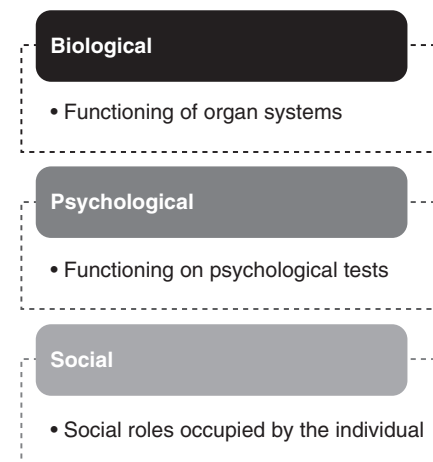 Biological
• Functioning of organ systems
Psychological
• Functioning on psychological tests
Social
• Social roles occupied by the individual